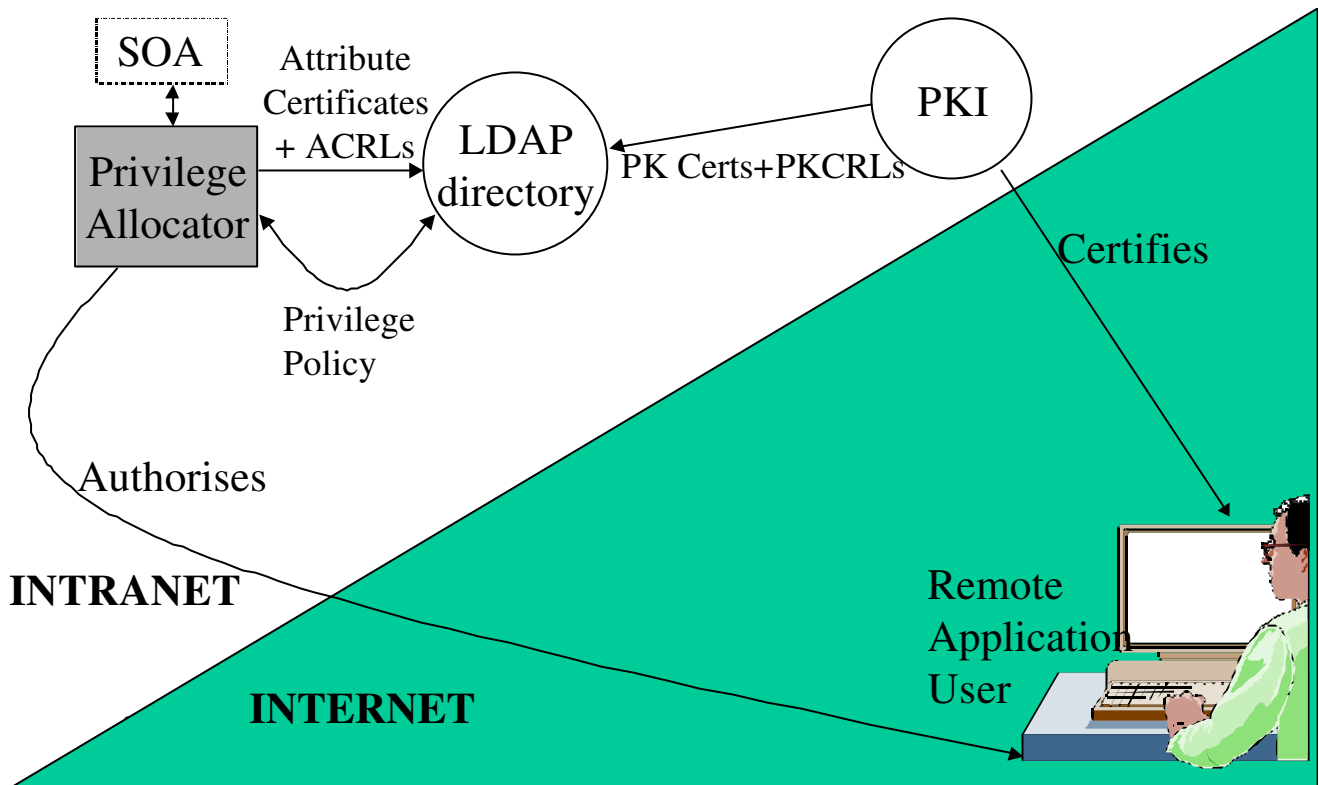 SOA
Attribute
Certificates
+ ACRLs
Privilege
Allocator
LDAP
directory
PKI
PK Certs+PKCRLs
Certifies
Privilege
Policy
Authorises
INTRANET
Remote
Application
User
INTERNET